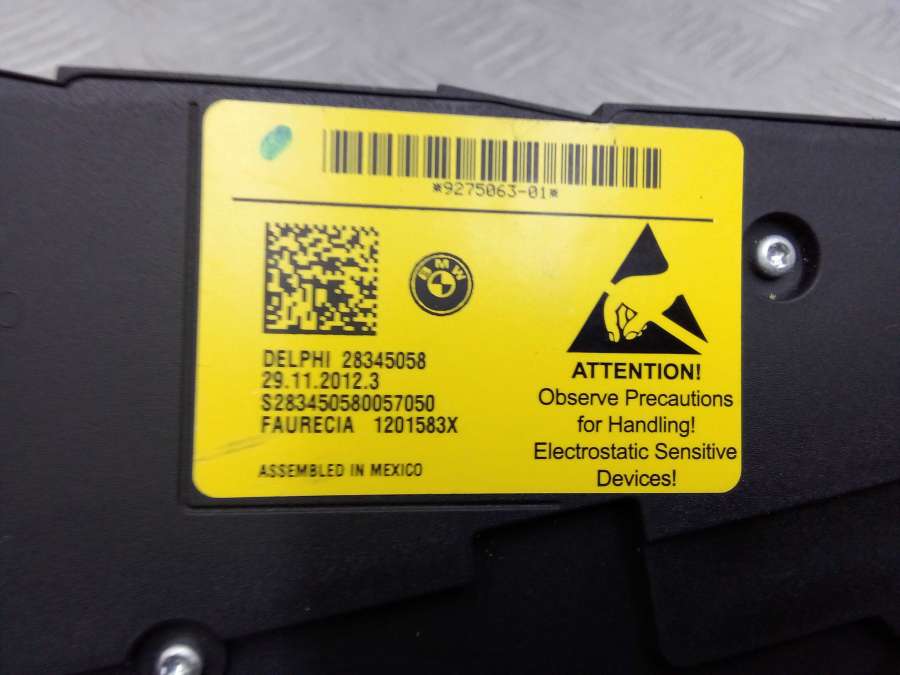 *9275063-01*
BMW
DELPHI 28345058
29.11.2012.3
S283450580057050
FAURECIA 1201583X
ASSEMBLED IN MEXICO
ATTENTION!
Observe Precautions
for Handling!
Electrostatic Sensitive
Devices!